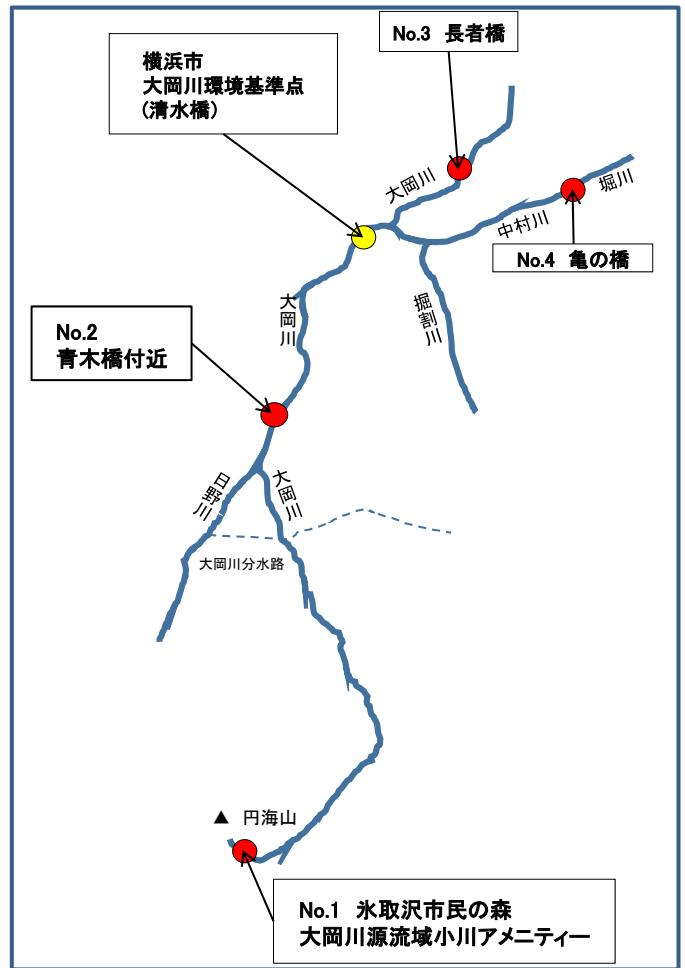 No.3 長者橋
横浜市
大岡川環境基準点
(清水橋)
大岡川
堀川
中村川
No.4 亀の橋
大岡川
掘割川
No.2
青木橋付近
日野川
大岡川
大岡川分水路
▲ 円海山
No.1 氷取沢市民の森
大岡川源流域小川アメニティー